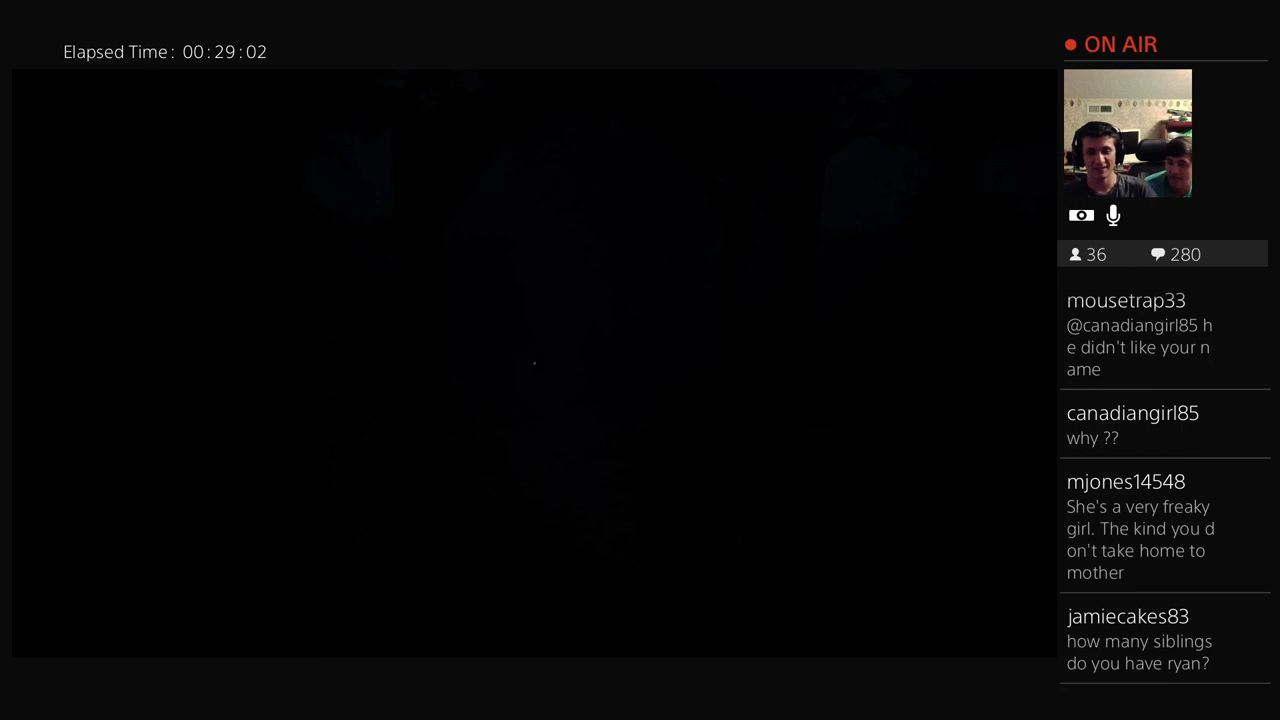 Elapsed Time: 00:29:02
ON AIR
36 280
mousetrap33
@canadiangirl85 h
e didn't like your n
ame
canadiangirl85
why ??
mjones14548
She's a very freaky
girl. The kind you d
on't take home to
mother
jamiecakes83
how many siblings
do you have ryan?